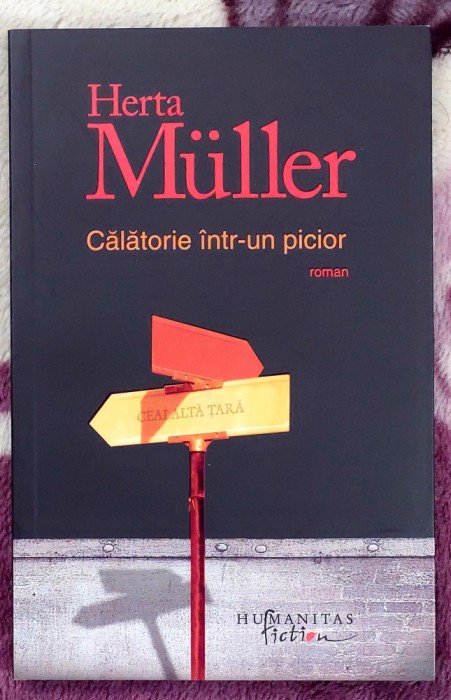 Herta
Müller
Călătorie într-un picior
roman
CEALALTĂ ȚARĂ
HUMANITAS
fiction